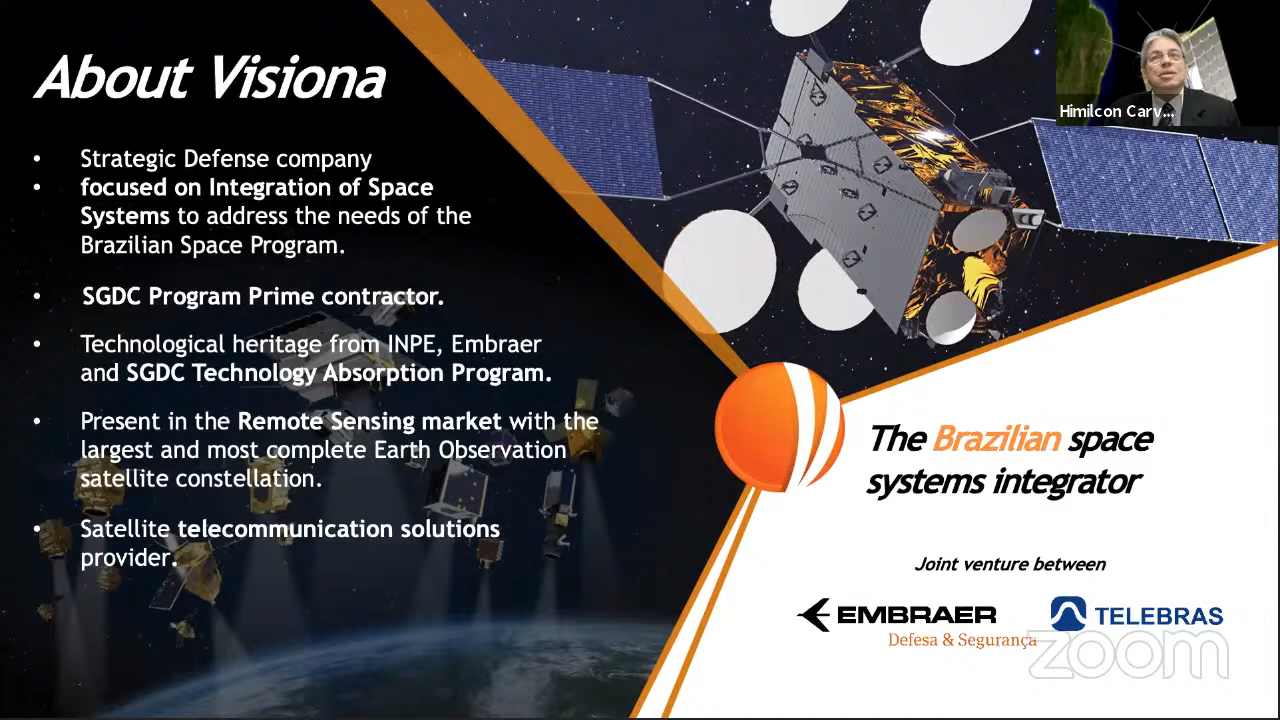 About Visiona
• Strategic Defense company
• focused on Integration of Space
Systems to address the needs of the
Brazilian Space Program.
• SGDC Program Prime contractor.
• Technological heritage from INPE, Embraer
and SGDC Technology Absorption Program.
• Present in the Remote Sensing market with the
largest and most complete Earth Observation
satellite constellation.
• Satellite telecommunication solutions
provider.
Himilcon Carv...
The Brazilian space
systems integrator
Joint venture between
EMBRAER
Defesa & Segurança
TELEBRAS
zoom